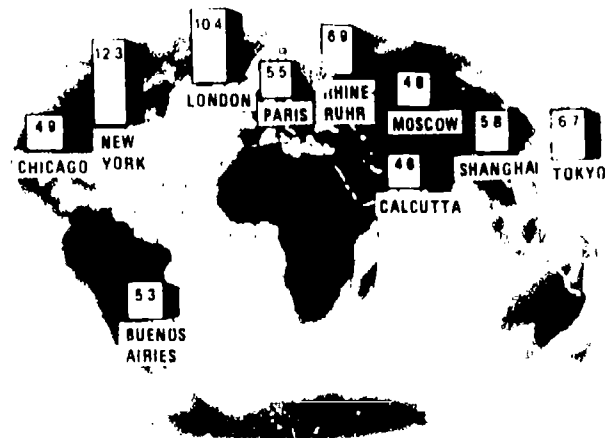 10 4
12 3
6 9
5 5
4 8
LONDON
PARIS
RHINE
RUHR
MOSCOW
4 9
5 8
6 7
CHICAGO
NEW
YORK
4 6
SHANGHAI
TOKYO
CALCUTTA
5 3
BUENOS
AIRIES